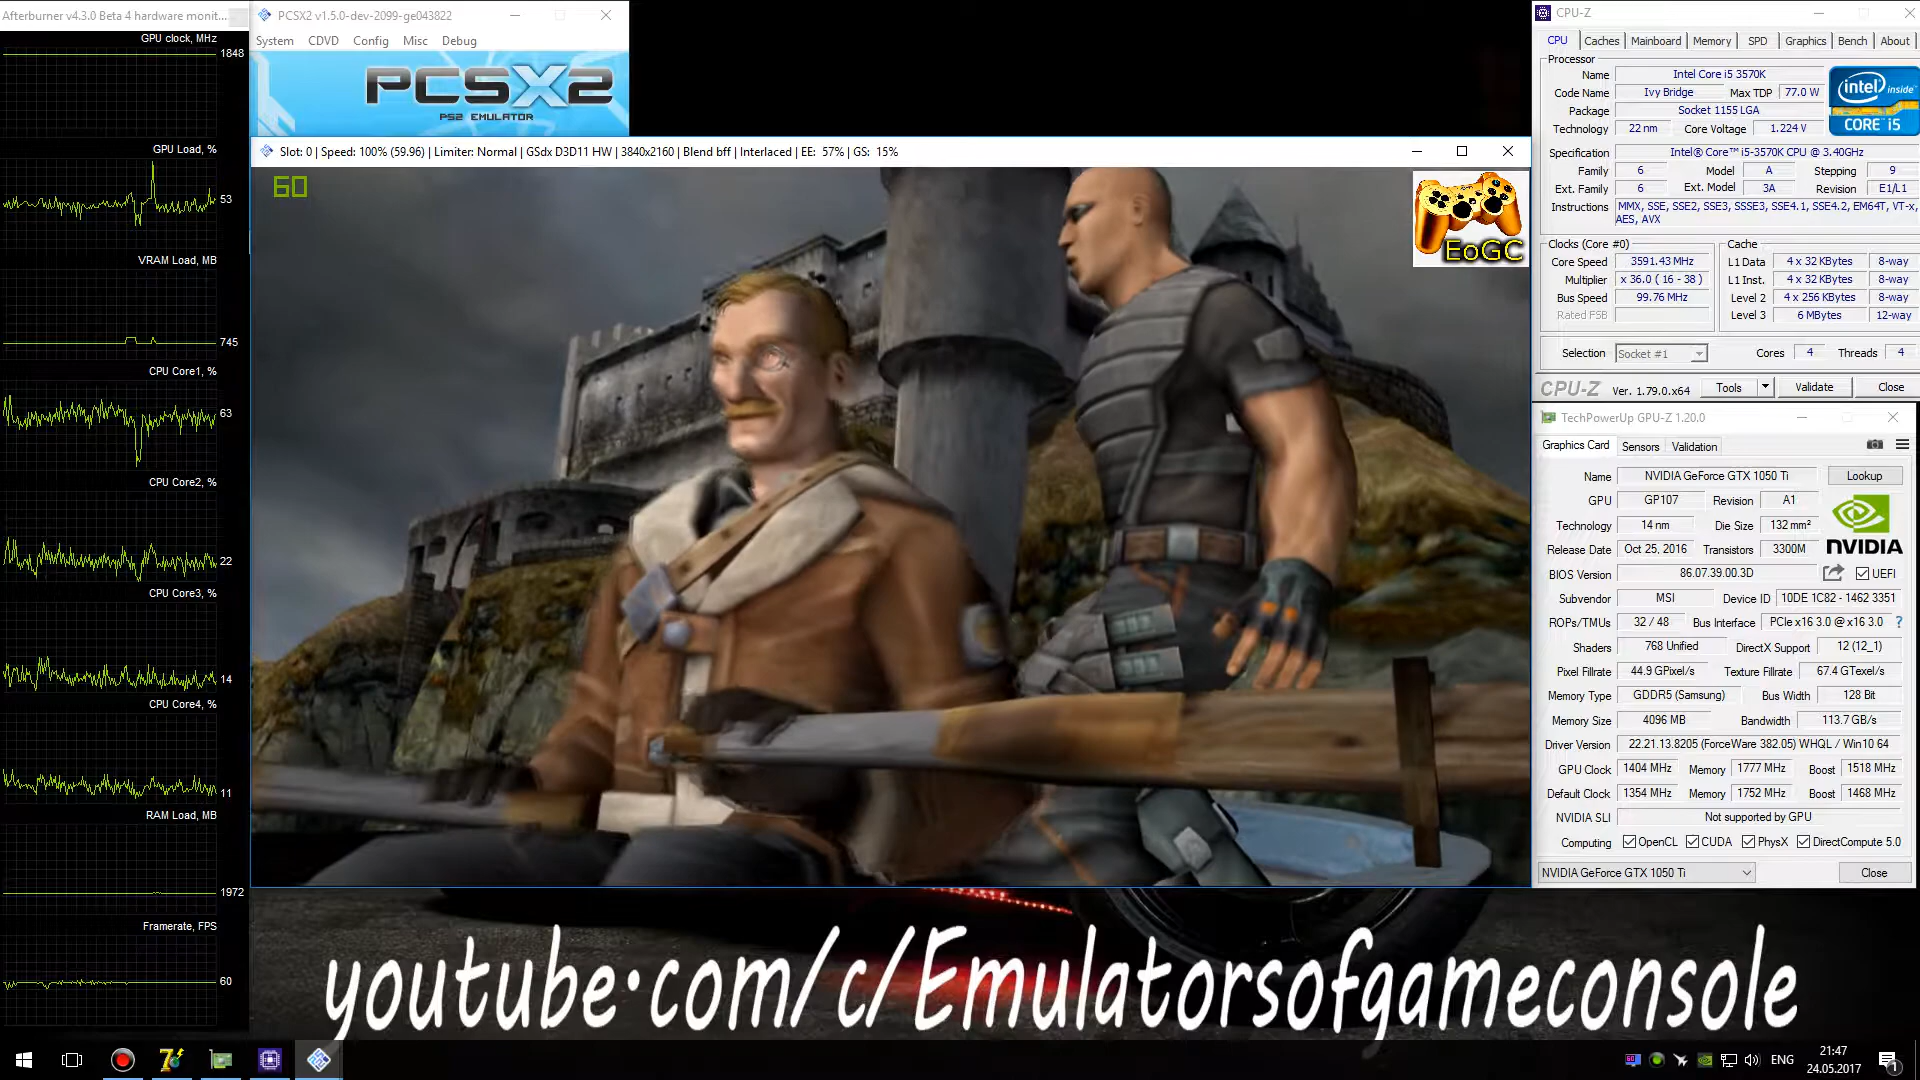 Afterburner v4.3.0 Beta 4 hardware monit...
GPU clock, MHz
1848
GPU Load, %
53
VRAM Load, MB
745
CPU Core1, %
63
CPU Core2, %
22
CPU Core3, %
14
CPU Core4, %
11
RAM Load, MB
1972
Framerate, FPS
60
PCSX2 v1.5.0-dev-2099-ge043822
System CDVD Config Misc Debug
PCSX2
PS2 EMULATOR
Slot: 0 | Speed: 100% (59.96) | Limiter: Normal | GSdx D3D11 HW | 3840x2160 | Blend bff | Interlaced | EE: 57% | GS: 15%
60
EoGC
CPU-Z
CPU Caches Mainboard Memory SPD Graphics Bench About
Processor
Name Intel Core i5 3570K
Code Name Ivy Bridge Max TDP 77.0 W
Package Socket 1155 LGA
Technology 22 nm Core Voltage 1.224 V
intel inside
CORE i5
Specification Intel® Core™ i5-3570K CPU @ 3.40GHz
Family 6 Model A Stepping 9
Ext. Family 6 Ext. Model 3A Revision E1/L1
Instructions MMX, SSE, SSE2, SSE3, SSSE3, SSE4.1, SSE4.2, EM64T, VT-x,
AES, AVX
Clocks (Core #0) Cache
Core Speed 3591.43 MHz L1 Data 4 x 32 KBytes 8-way
Multiplier x 36.0 ( 16 - 38 ) L1 Inst. 4 x 32 KBytes 8-way
Bus Speed 99.76 MHz Level 2 4 x 256 KBytes 8-way
Rated FSB Level 3 6 MBytes 12-way
Selection Socket #1 Cores 4 Threads 4
CPU-Z Ver. 1.79.0.x64 Tools Validate Close
TechPowerUp GPU-Z 1.20.0
Graphics Card Sensors Validation
Name NVIDIA GeForce GTX 1050 Ti Lookup
GPU GP107 Revision A1
Technology 14 nm Die Size 132 mm²
Release Date Oct 25, 2016 Transistors 3300M
NVIDIA
BIOS Version 86.07.39.00.3D UEFI
Subvendor MSI Device ID 10DE 1C82 - 1462 3351
ROPs/TMUs 32 / 48 Bus Interface PCIe x16 3.0 @ x16 3.0 ?
Shaders 768 Unified DirectX Support 12 (12_1)
Pixel Fillrate 44.9 GPixel/s Texture Fillrate 67.4 GTexel/s
Memory Type GDDR5 (Samsung) Bus Width 128 Bit
Memory Size 4096 MB Bandwidth 113.7 GB/s
Driver Version 22.21.13.8205 (ForceWare 382.05) WHQL / Win10 64
GPU Clock 1404 MHz Memory 1777 MHz Boost 1518 MHz
Default Clock 1354 MHz Memory 1752 MHz Boost 1468 MHz
NVIDIA SLI Not supported by GPU
Computing OpenCL CUDA PhysX DirectCompute 5.0
NVIDIA GeForce GTX 1050 Ti Close
youtube.com/c/Emulatorsofgameconsole
ENG
21:47
24.05.2017
1